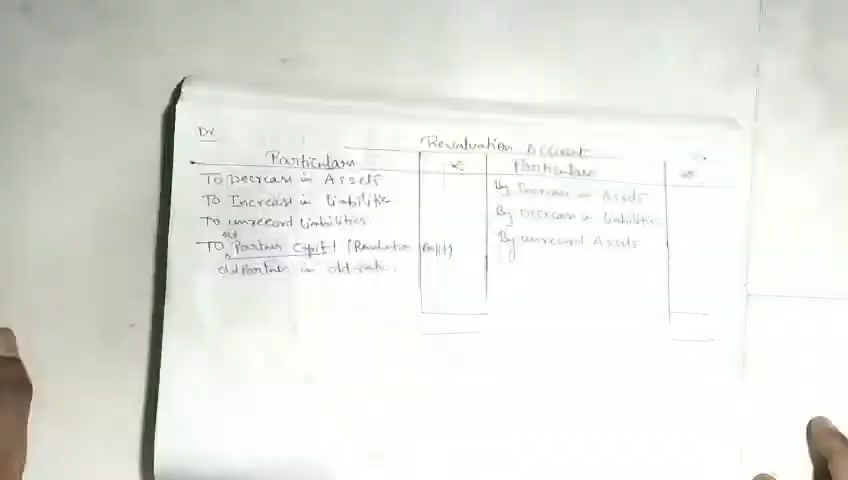 Dr
Revaluation Account
Particulars ₹ Particulars ₹
To Decrease in Assets
To Increase in liabilities
To unrecord liabilities
old
To Partner Capital (Revaluation Profit)
old Partner in old ratio.
By Increase in Assets
By Decrease in liabilities
By unrecord Assets